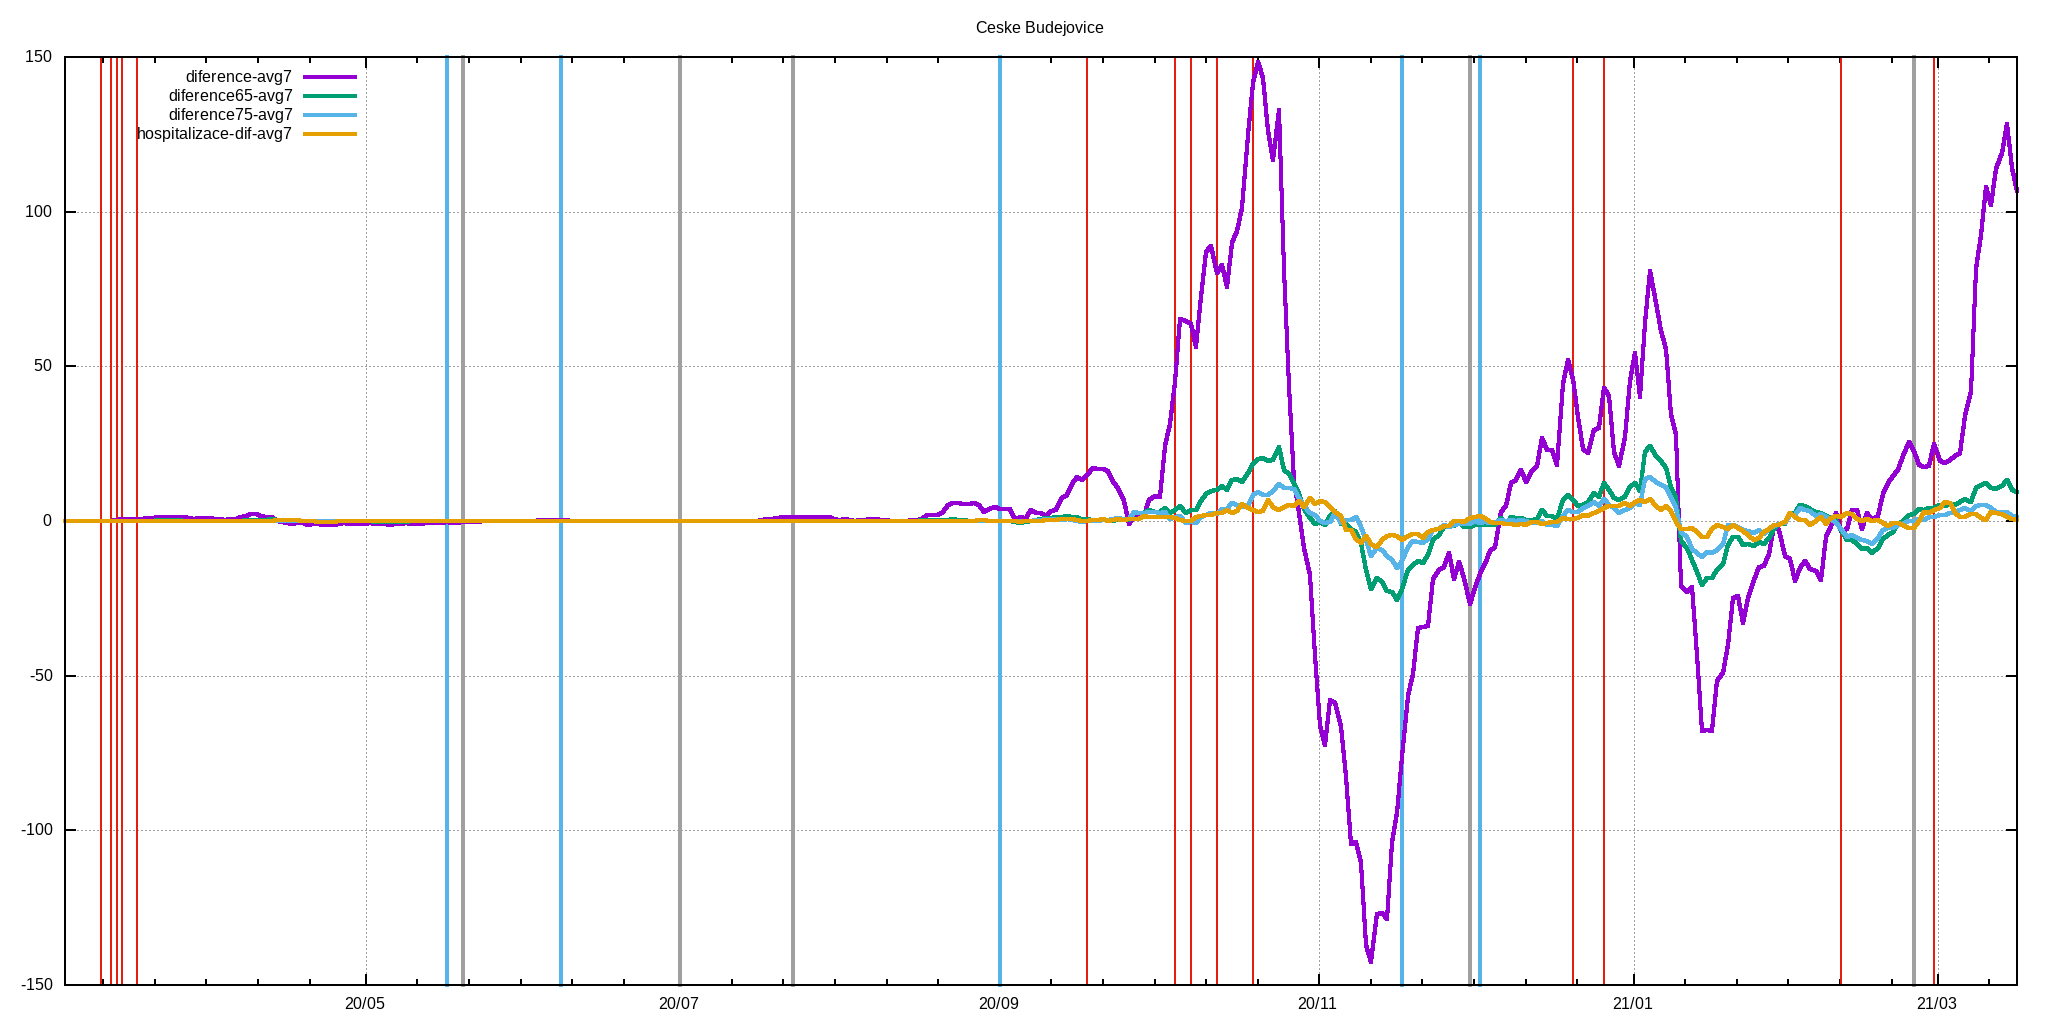 Ceske Budejovice
150
diference-avg7
diference65-avg7
diference75-avg7
hospitalizace-dif-avg7
100
50
0
-50
-100
-150
20/05 20/07 20/09 20/11 21/01 21/03